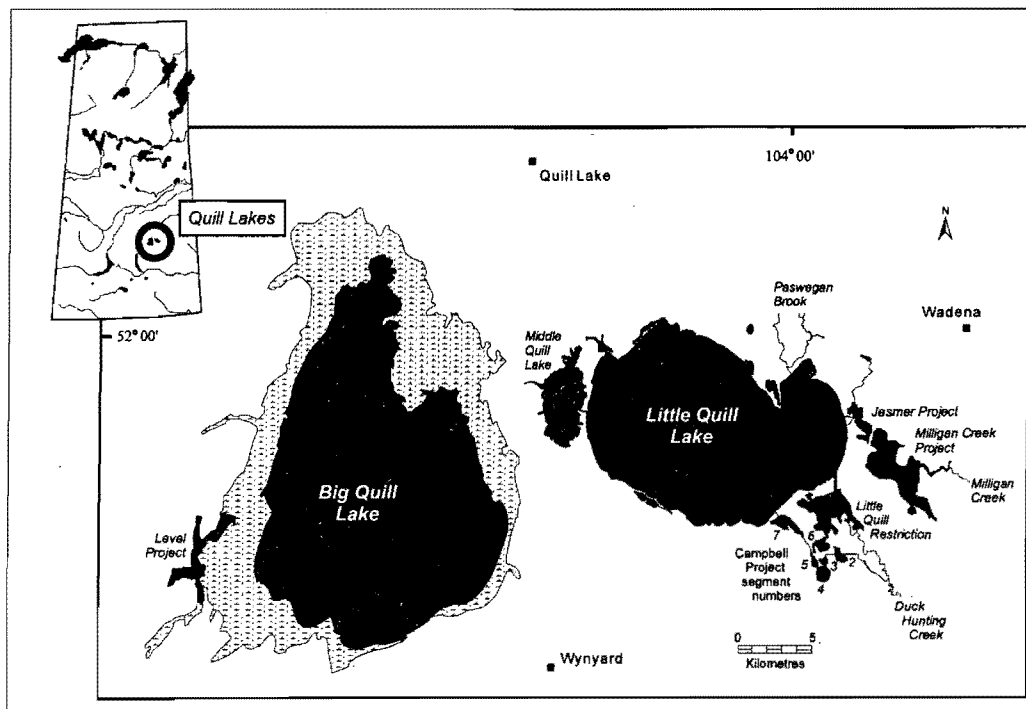 104° 00'
Quill Lake
Quill Lakes
N
Paswegan
Brook
Wadena
52° 00'
Middle
Quill
Lake
Little Quill
Lake
Jesmer Project
Milligan Creek
Project
Milligan
Creek
Big Quill
Lake
Little
Quill
Restriction
Level
Project
7
6
Campbell
Project
segment
numbers
5
3
2
4
Duck
Hunting
Creek
0
5
Kilometres
Wynyard